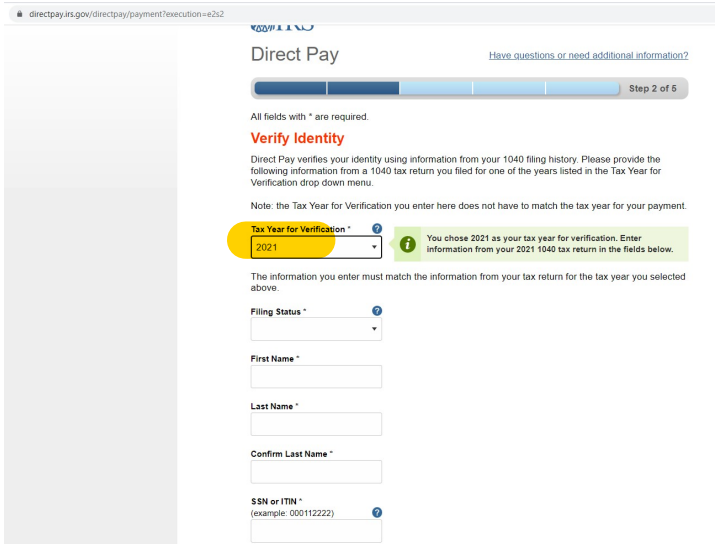 directpay.irs.gov/directpay/payment?execution=e2s2
IRS
Direct Pay
Have questions or need additional information?
Step 2 of 5
All fields with * are required.
Verify Identity
Direct Pay verifies your identity using information from your 1040 filing history. Please provide the
following information from a 1040 tax return you filed for one of the years listed in the Tax Year for
Verification drop down menu.
Note: the Tax Year for Verification you enter here does not have to match the tax year for your payment.
Tax Year for Verification * ?
2021
i
You chose 2021 as your tax year for verification. Enter
information from your 2021 1040 tax return in the fields below.
The information you enter must match the information from your tax return for the tax year you selected
above.
Filing Status * ?
First Name *
Last Name *
Confirm Last Name *
SSN or ITIN *
(example: 000112222) ?